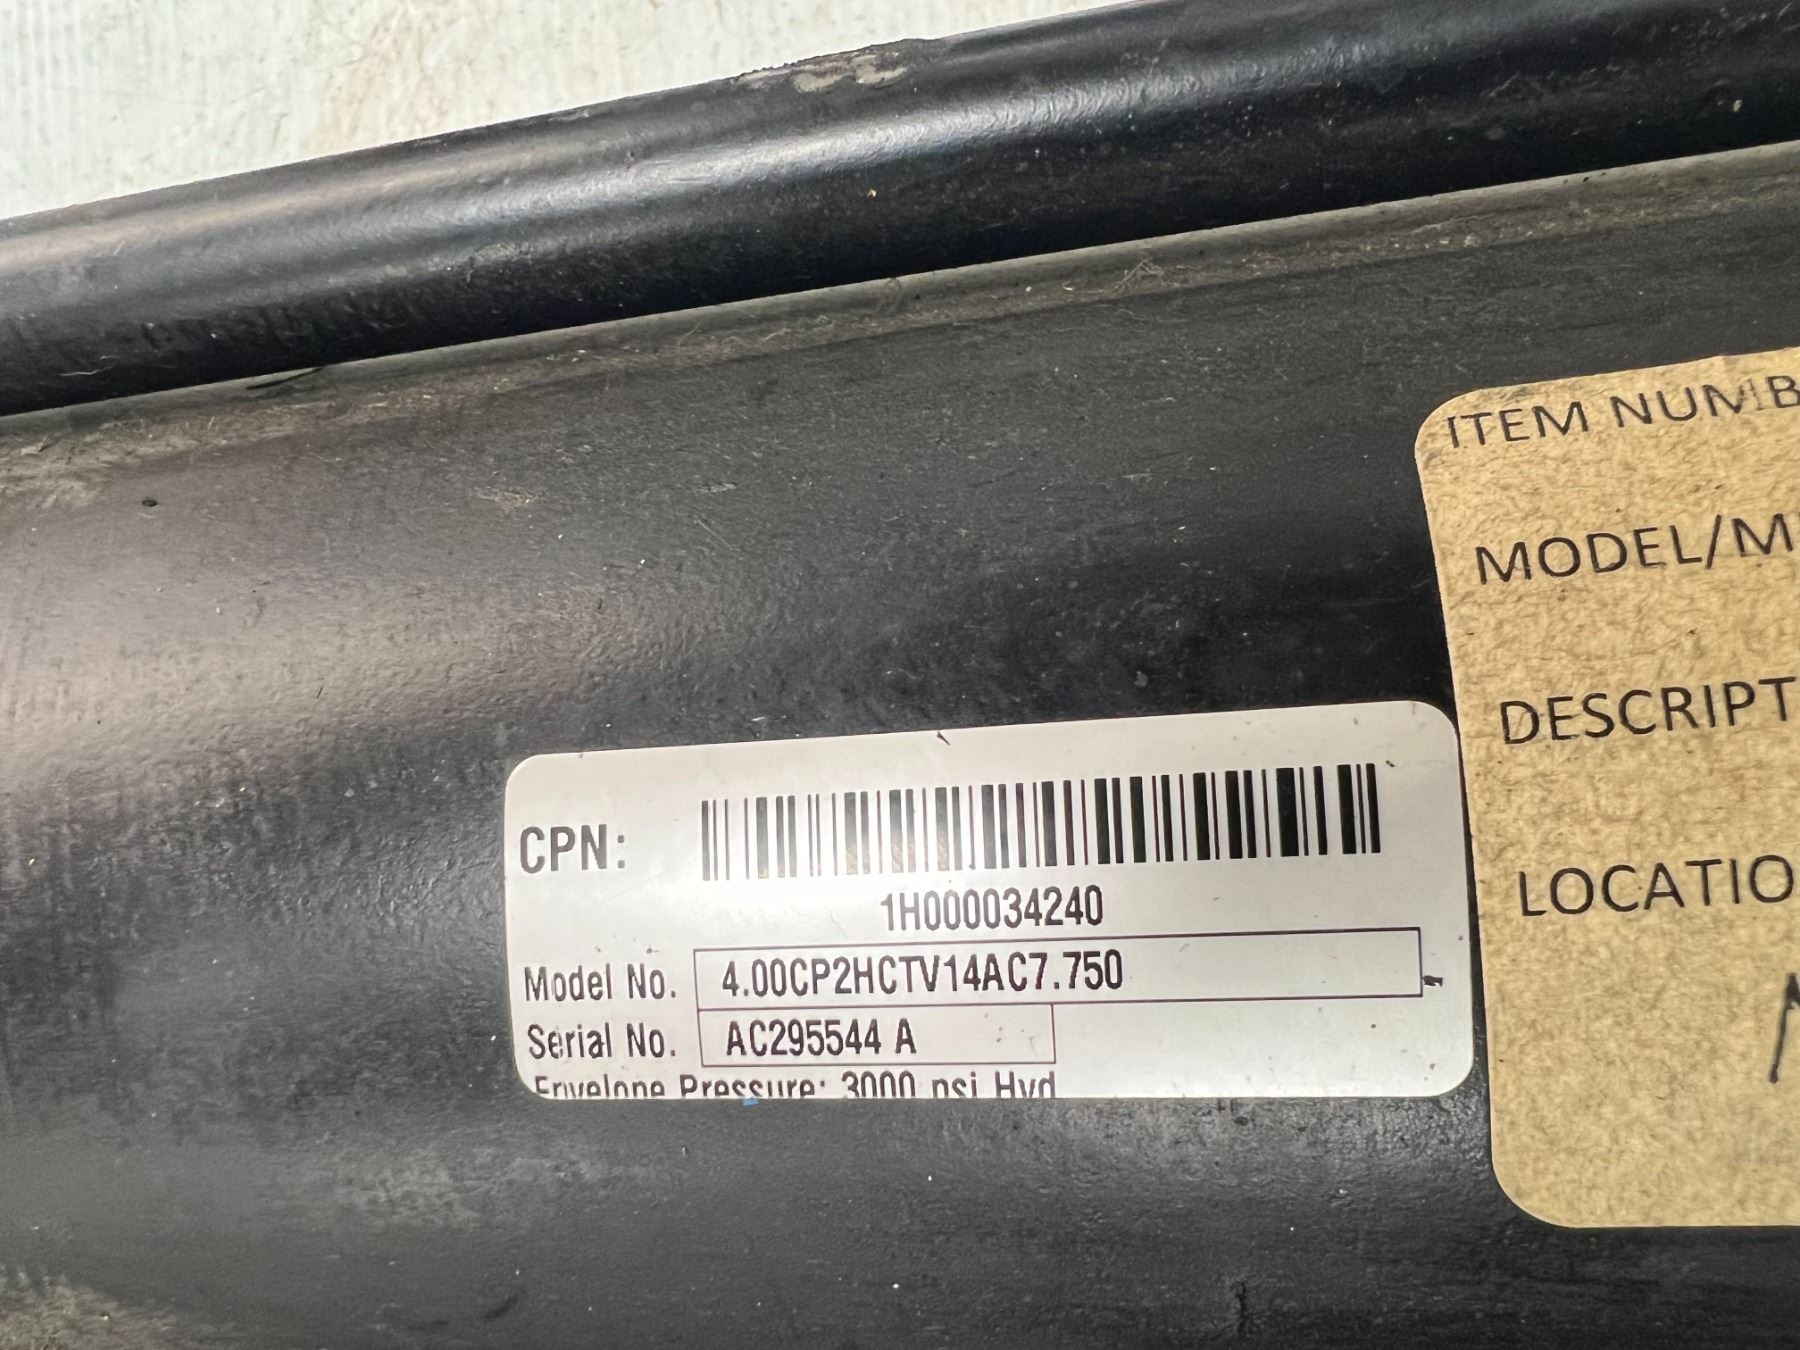 CPN:
1H000034240
Model No. 4.00CP2HCTV14AC7.750
Serial No. AC295544 A
Envelope Pressure: 3000 psi Hyd
ITEM NUMB
MODEL/M
DESCRIPT
LOCATIO